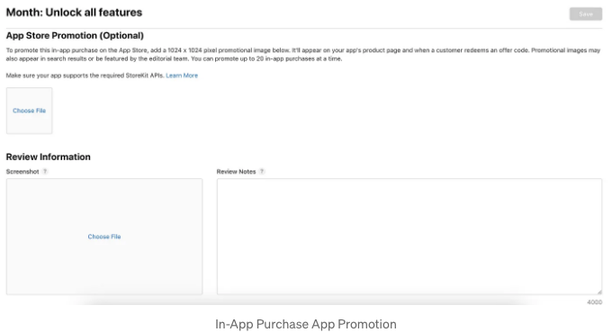 Month: Unlock all features
Save
App Store Promotion (Optional)
To promote this in-app purchase on the App Store, add a 1024 x 1024 pixel promotional image below. It'll appear on your app's product page and when a customer redeems an offer code. Promotional images may
also appear in search results or be featured by the editorial team. You can promote up to 20 in-app purchases at a time.
Make sure your app supports the required StoreKit APIs. Learn More
Choose File
Review Information
Screenshot ?
Review Notes ?
Choose File
4000
In-App Purchase App Promotion